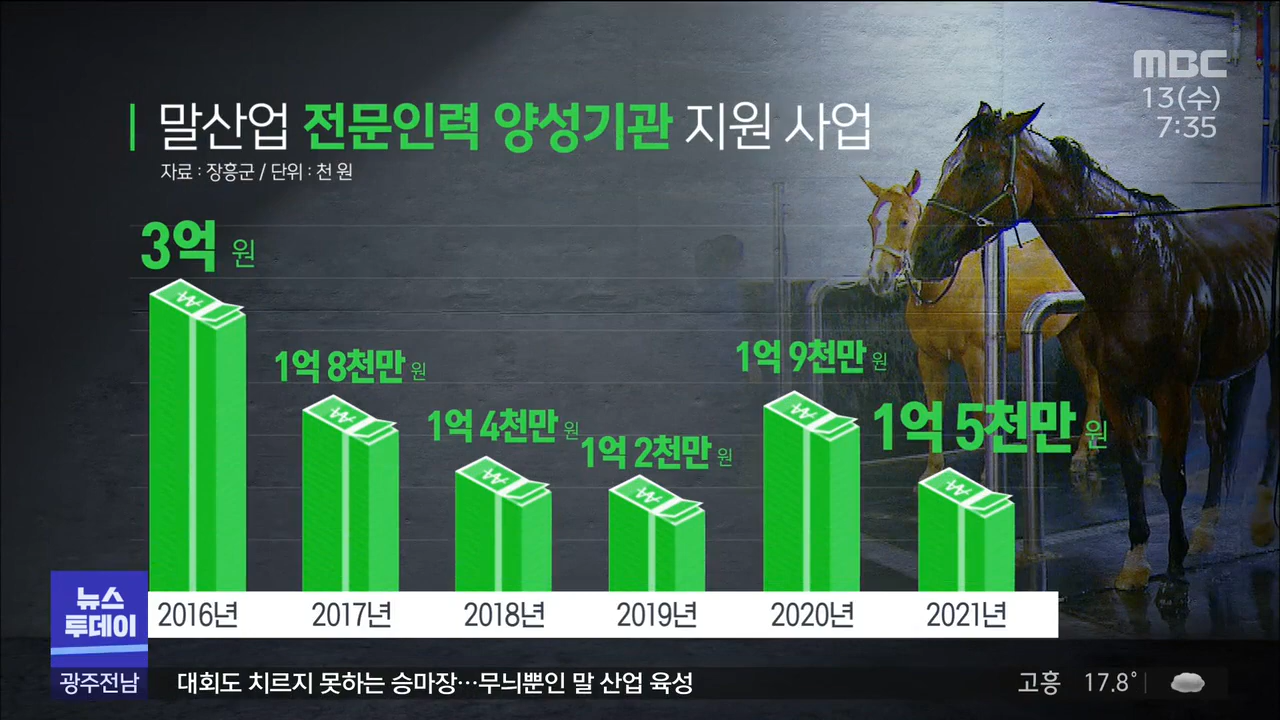 MBC
13(수)
7:35
말산업 전문인력 양성기관 지원 사업
자료 : 장흥군 / 단위 : 천 원
3억 원
1억 8천만 원
1억 4천만 원
1억 2천만 원
1억 9천만 원
1억 5천만 원
2016년 2017년 2018년 2019년 2020년 2021년
뉴스
투데이
광주전남 대회도 치르지 못하는 승마장…무늬뿐인 말 산업 육성 고흥 17.8°